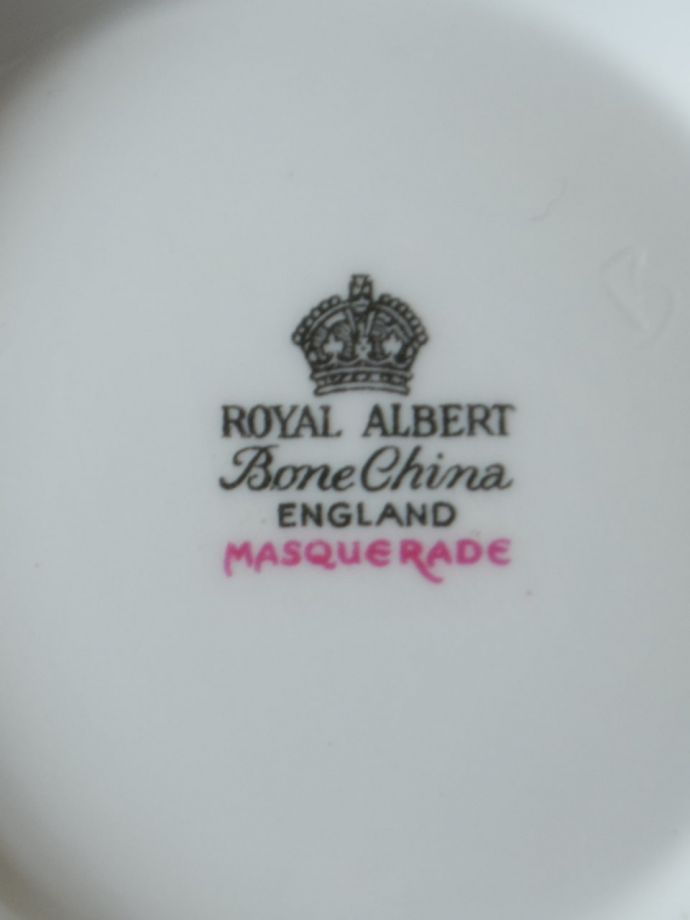 ROYAL ALBERT
Bone China
ENGLAND
MASQUERADE